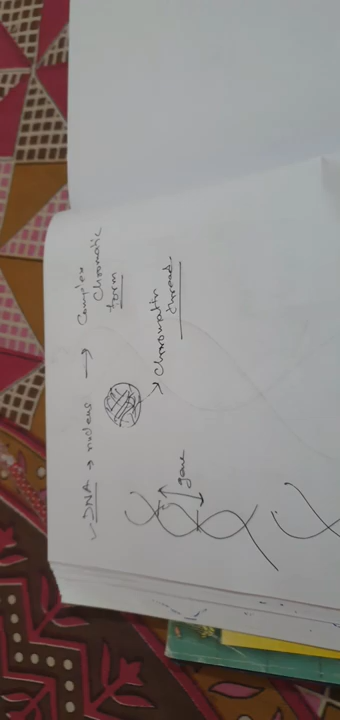 DNA → nucleus → Complex
Chromatic
form
Chromatin
thread
gene